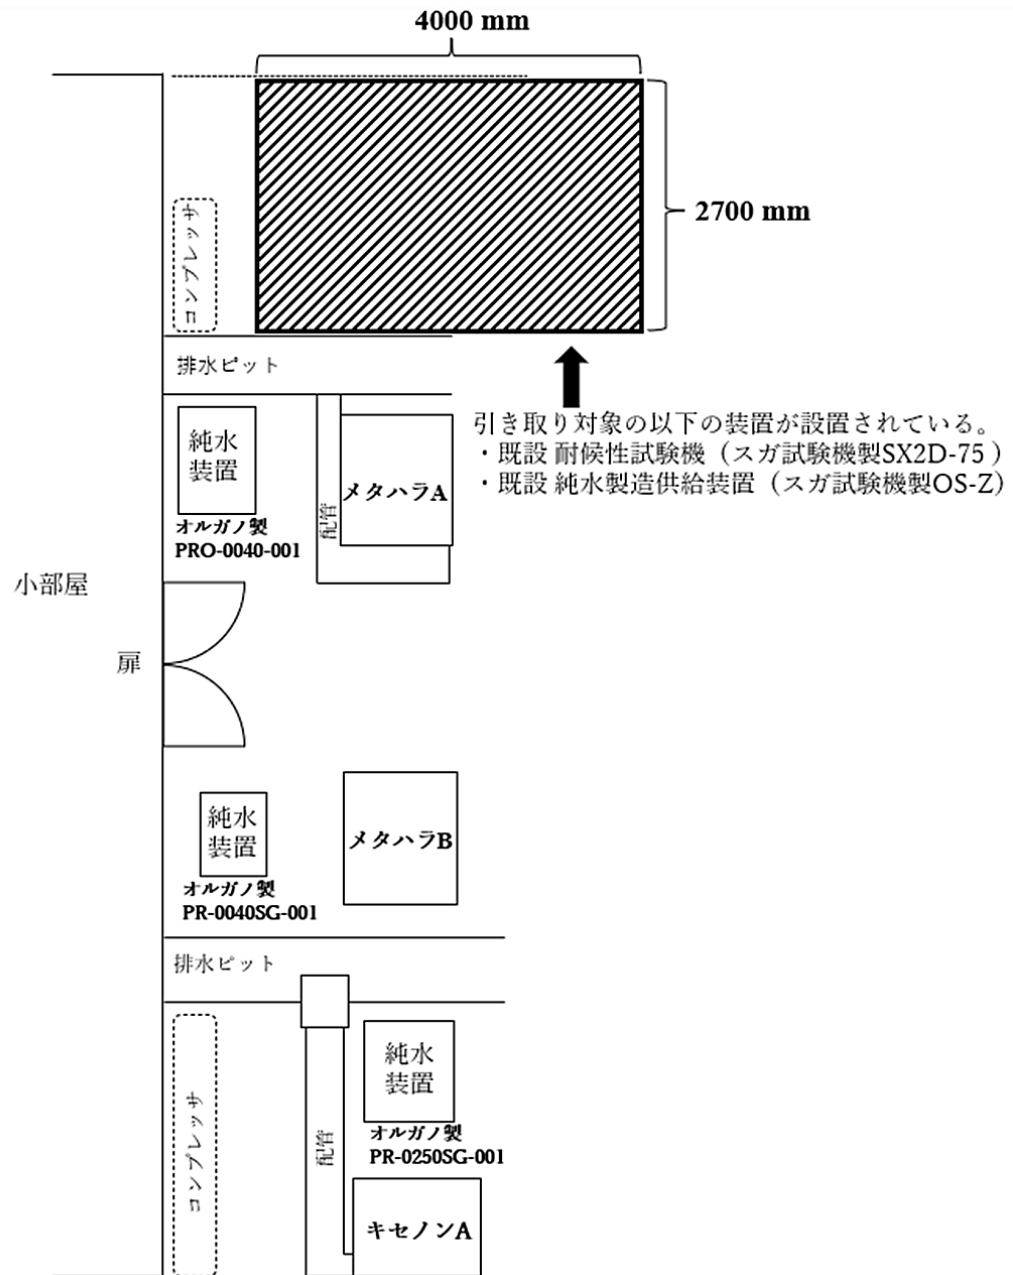 4000 mm
2700 mm
コンプレッサ
排水ピット
引き取り対象の以下の装置が設置されている。
・既設 耐候性試験機（スガ試験機製SX2D-75 ）
・既設 純水製造供給装置（スガ試験機製OS-Z）
純水
装置
オルガノ製
PRO-0040-001
配管
メタハラA
小部屋
扉
純水
装置
オルガノ製
PR-0040SG-001
メタハラB
排水ピット
コンプレッサ
配管
純水
装置
オルガノ製
PR-0250SG-001
キセノンA